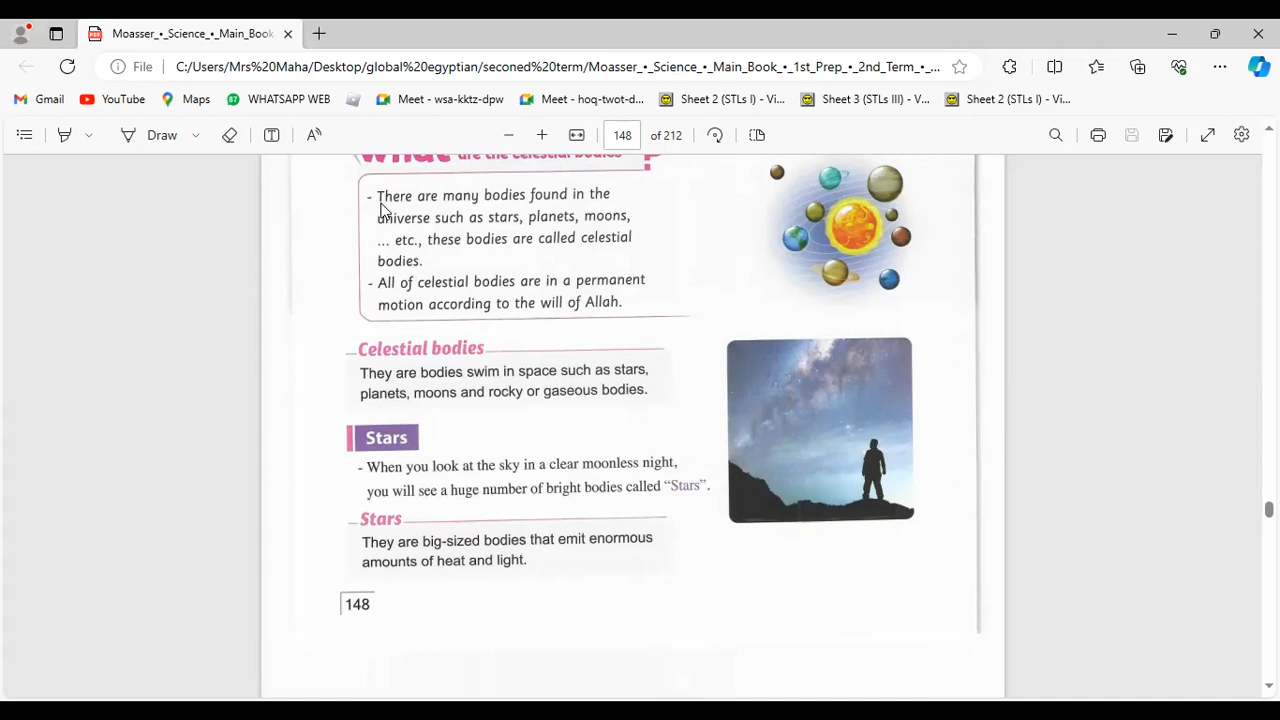 Moasser_•_Science_•_Main_Book
File
C:/Users/Mrs%20Maha/Desktop/global%20egyptian/seconed%20term/Moasser_•_Science_•_Main_Book_•_1st_Prep_•_2nd_Term_•_...
Gmail YouTube Maps WHATSAPP WEB Meet - wsa-kktz-dpw Meet - hoq-twot-d... Sheet 2 (STLs I) - Vi... Sheet 3 (STLs III) - V... Sheet 2 (STLs I) - Vi...
Draw 148 of 212
What are the celestial bodies ?
- There are many bodies found in the
universe such as stars, planets, moons,
... etc., these bodies are called celestial
bodies.
- All of celestial bodies are in a permanent
motion according to the will of Allah.
Celestial bodies
They are bodies swim in space such as stars,
planets, moons and rocky or gaseous bodies.
Stars
- When you look at the sky in a clear moonless night,
you will see a huge number of bright bodies called “Stars”.
Stars
They are big-sized bodies that emit enormous
amounts of heat and light.
148